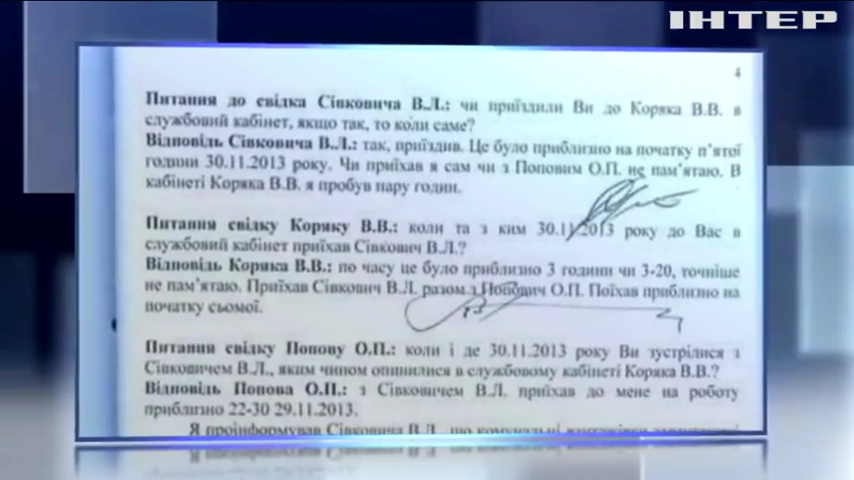 ІНТЕР
4
Питання до свідка Сівковича В.Л.: чи приїздили Ви до Коряка В.В. в
службовий кабінет, якщо так, то коли саме?
Відповідь Сівковича В.Л.: так, приїздив. Це було приблизно на початку п’ятої
години 30.11.2013 року. Чи приїхав я сам чи з Поповим О.П. не пам’ятаю. В
кабінеті Коряка В.В. я пробув пару годин.
Питання свідку Коряку В.В.: коли та з ким 30.11.2013 року до Вас в
службовий кабінет приїхав Сівкович В.Л.?
Відповідь Коряка В.В.: по часу це було приблизно 3 години чи 3-20, точніше
не пам’ятаю. Приїхав Сівкович В.Л. разом з Попович О.П. Поїхав приблизно на
початку сьомої.
Питання свідку Попову О.П.: коли і де 30.11.2013 року Ви зустрілися з
Сівковичем В.Л., яким чином опинилися в службовому кабінеті Коряка В.В.?
Відповідь Попова О.П.: з Сівковичем В.Л. приїхав до мене на роботу
приблизно 22-30 29.11.2013.
Я проінформував Сівковича В.Л., що комунальні